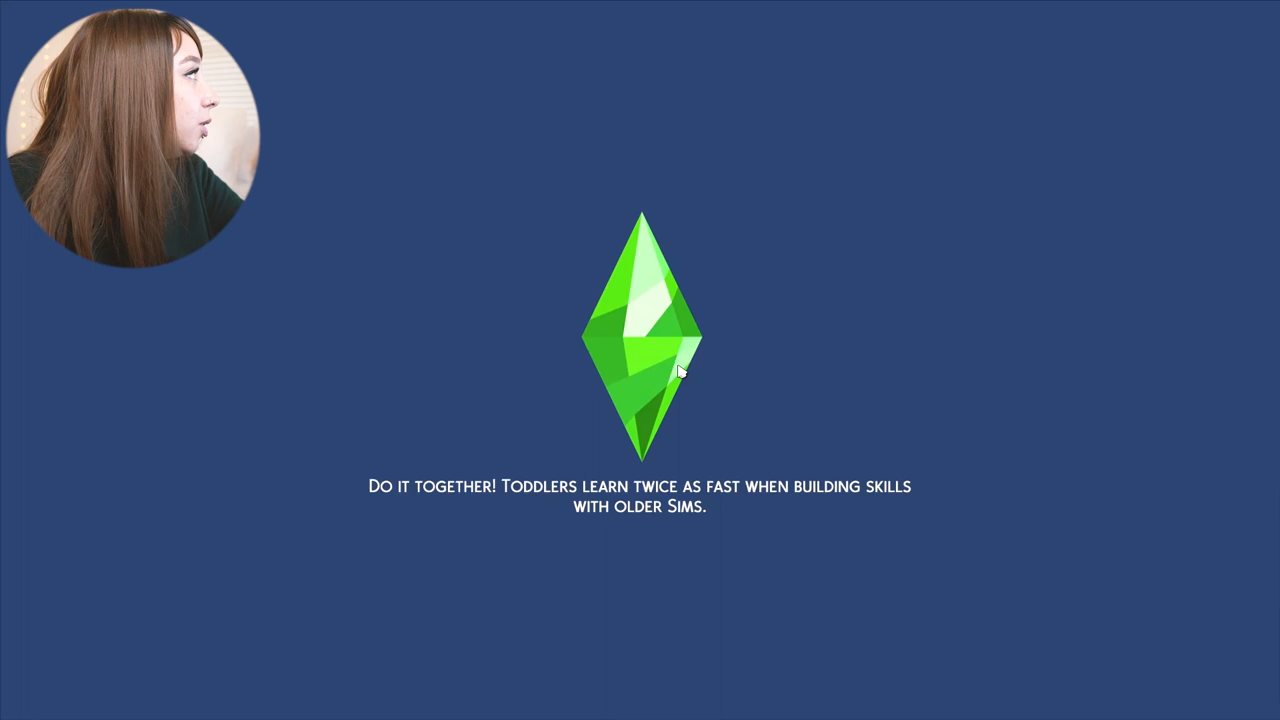 Do it together! Toddlers learn twice as fast when building skills
with older Sims.